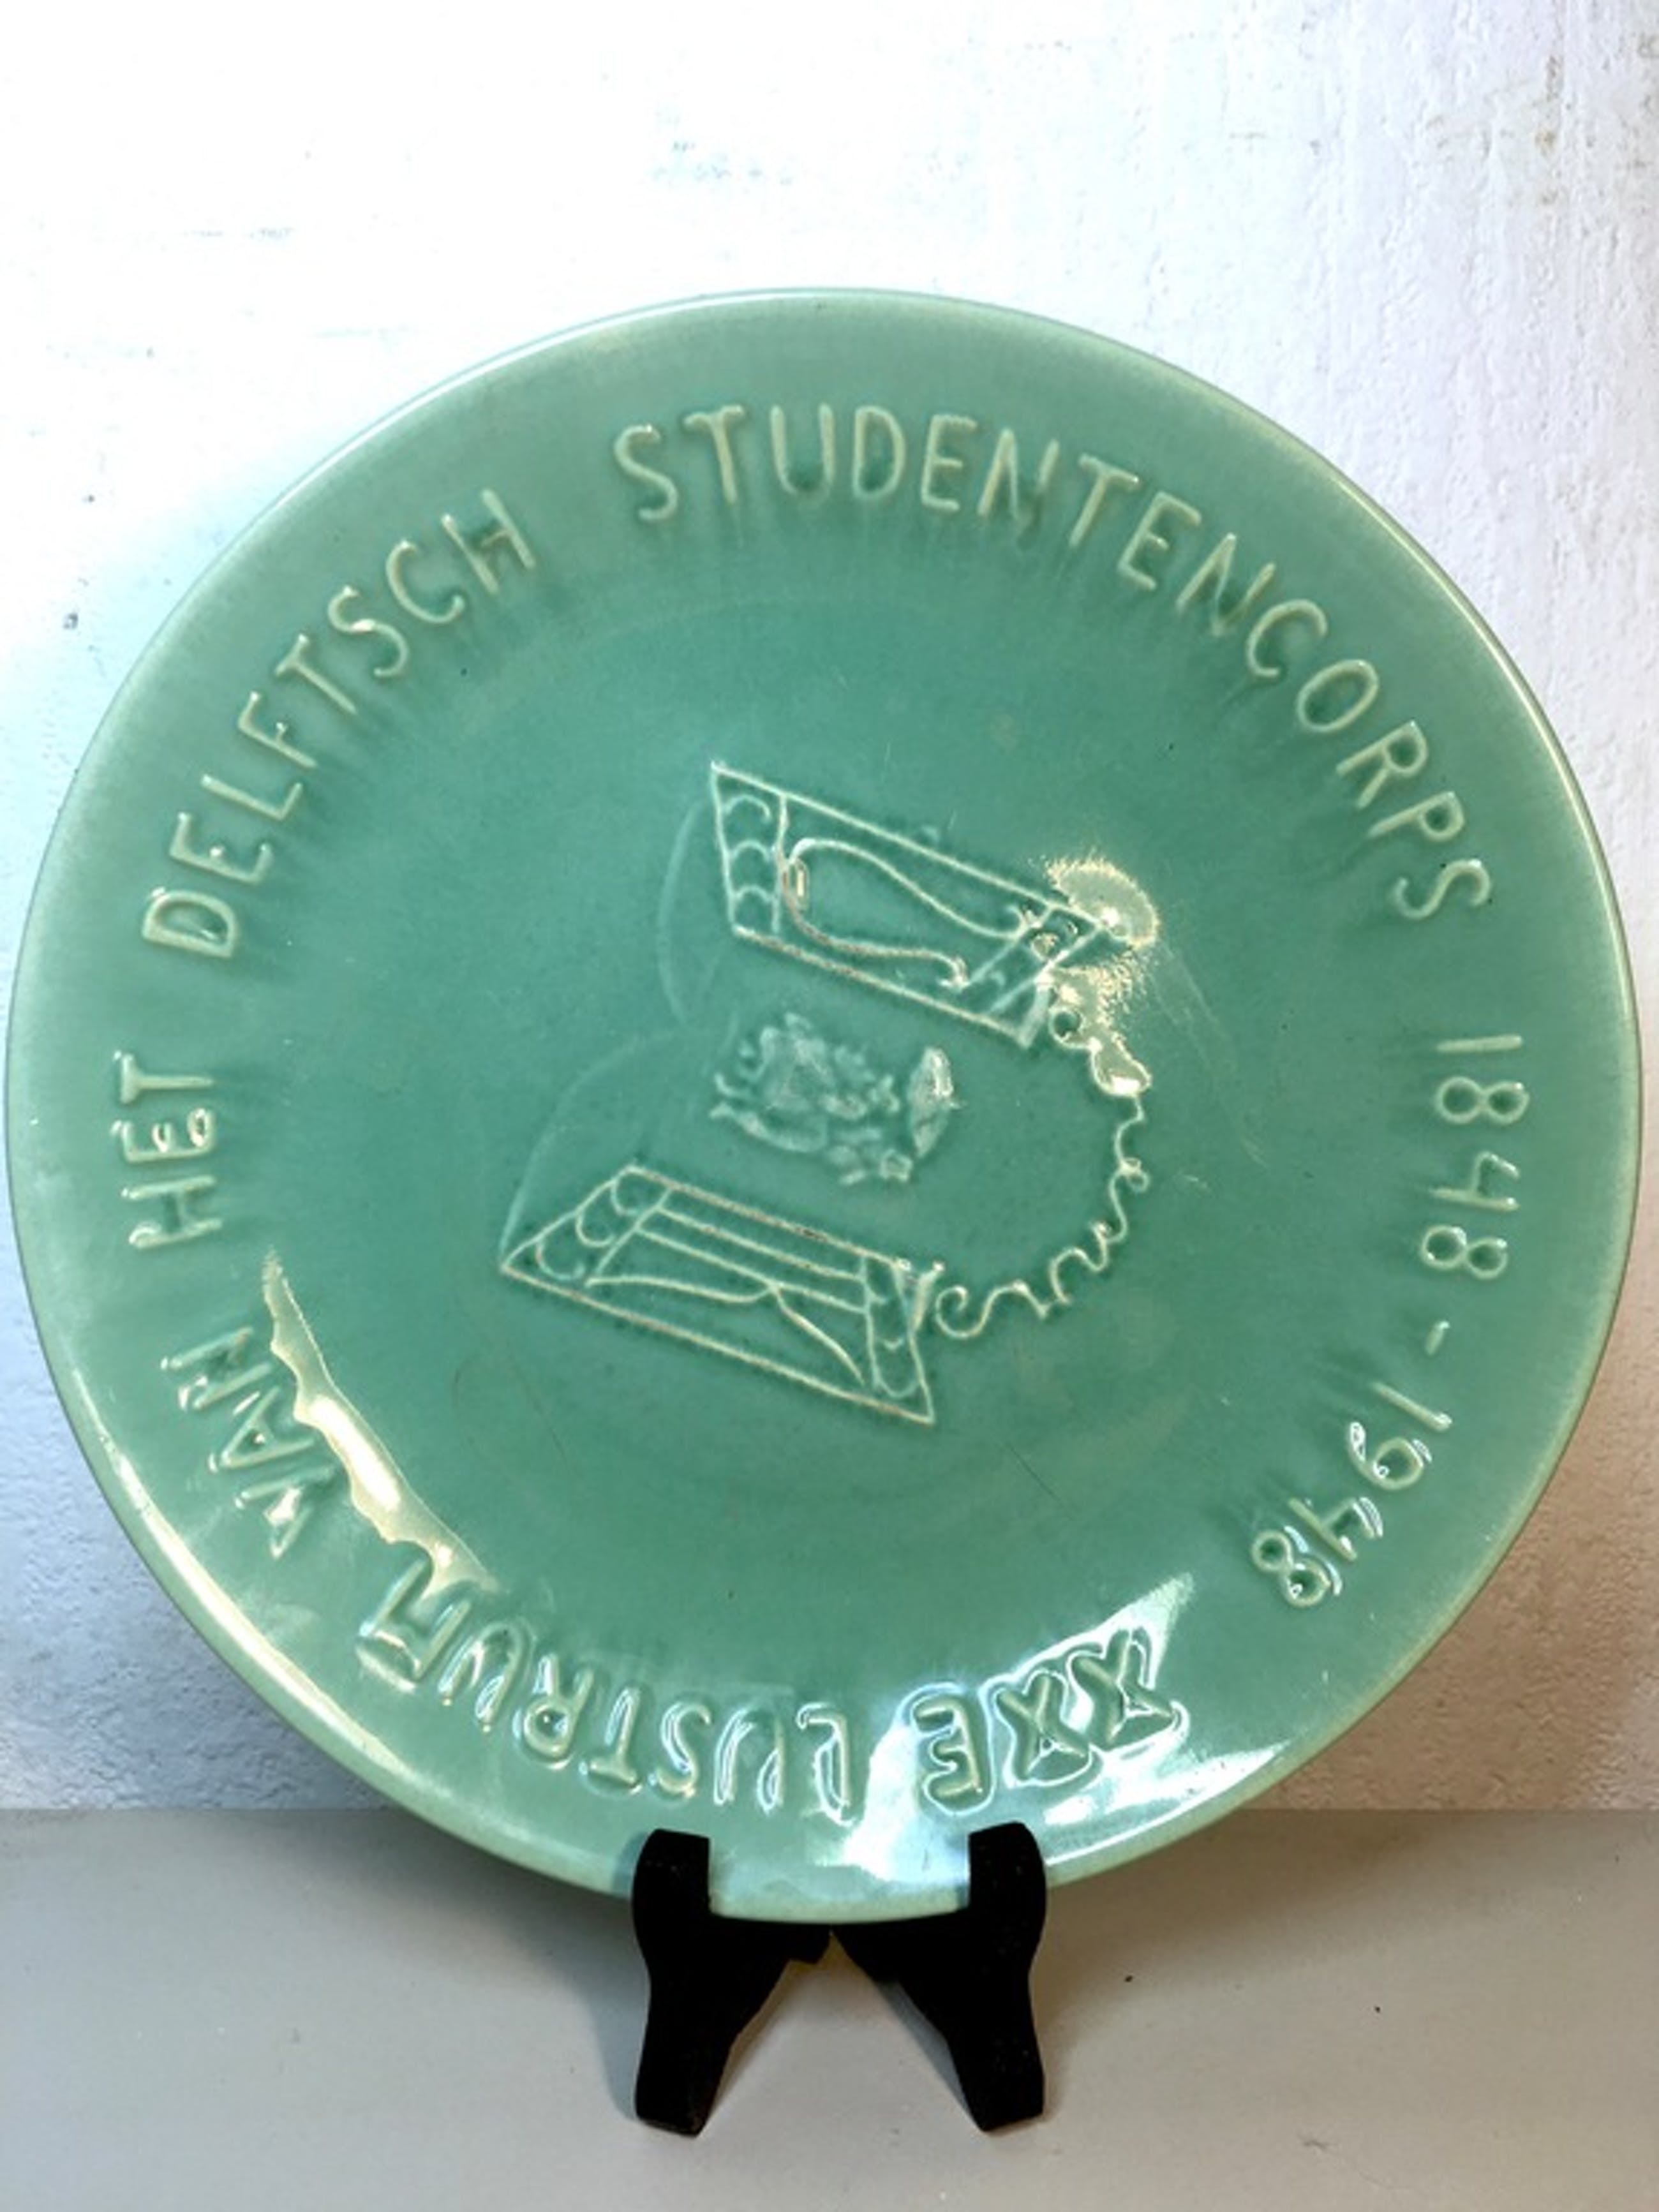 XXE LUSTRUM VAN HET DELFTSCH STUDENTENCORPS 1848-1948